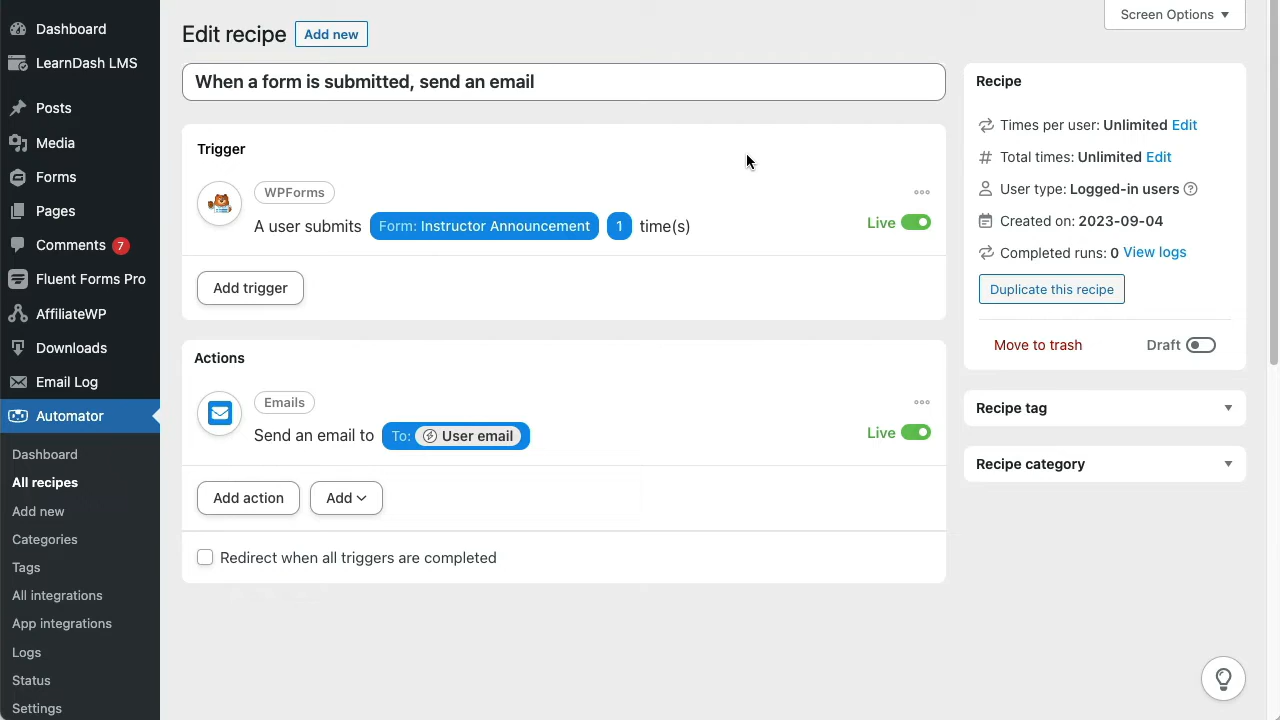 Dashboard
LearnDash LMS
Posts
Media
Forms
Pages
Comments 7
Fluent Forms Pro
AffiliateWP
Downloads
Email Log
Automator
Dashboard
All recipes
Add new
Categories
Tags
All integrations
App integrations
Logs
Status
Settings
Screen Options
Edit recipe Add new
When a form is submitted, send an email
Trigger
WPForms
A user submits Form: Instructor Announcement 1 time(s)
Live
Add trigger
Actions
Emails
Send an email to To: User email
Live
Add action Add
Redirect when all triggers are completed
Recipe
Times per user: Unlimited Edit
# Total times: Unlimited Edit
User type: Logged-in users ?
Created on: 2023-09-04
Completed runs: 0 View logs
Duplicate this recipe
Move to trash Draft
Recipe tag
Recipe category